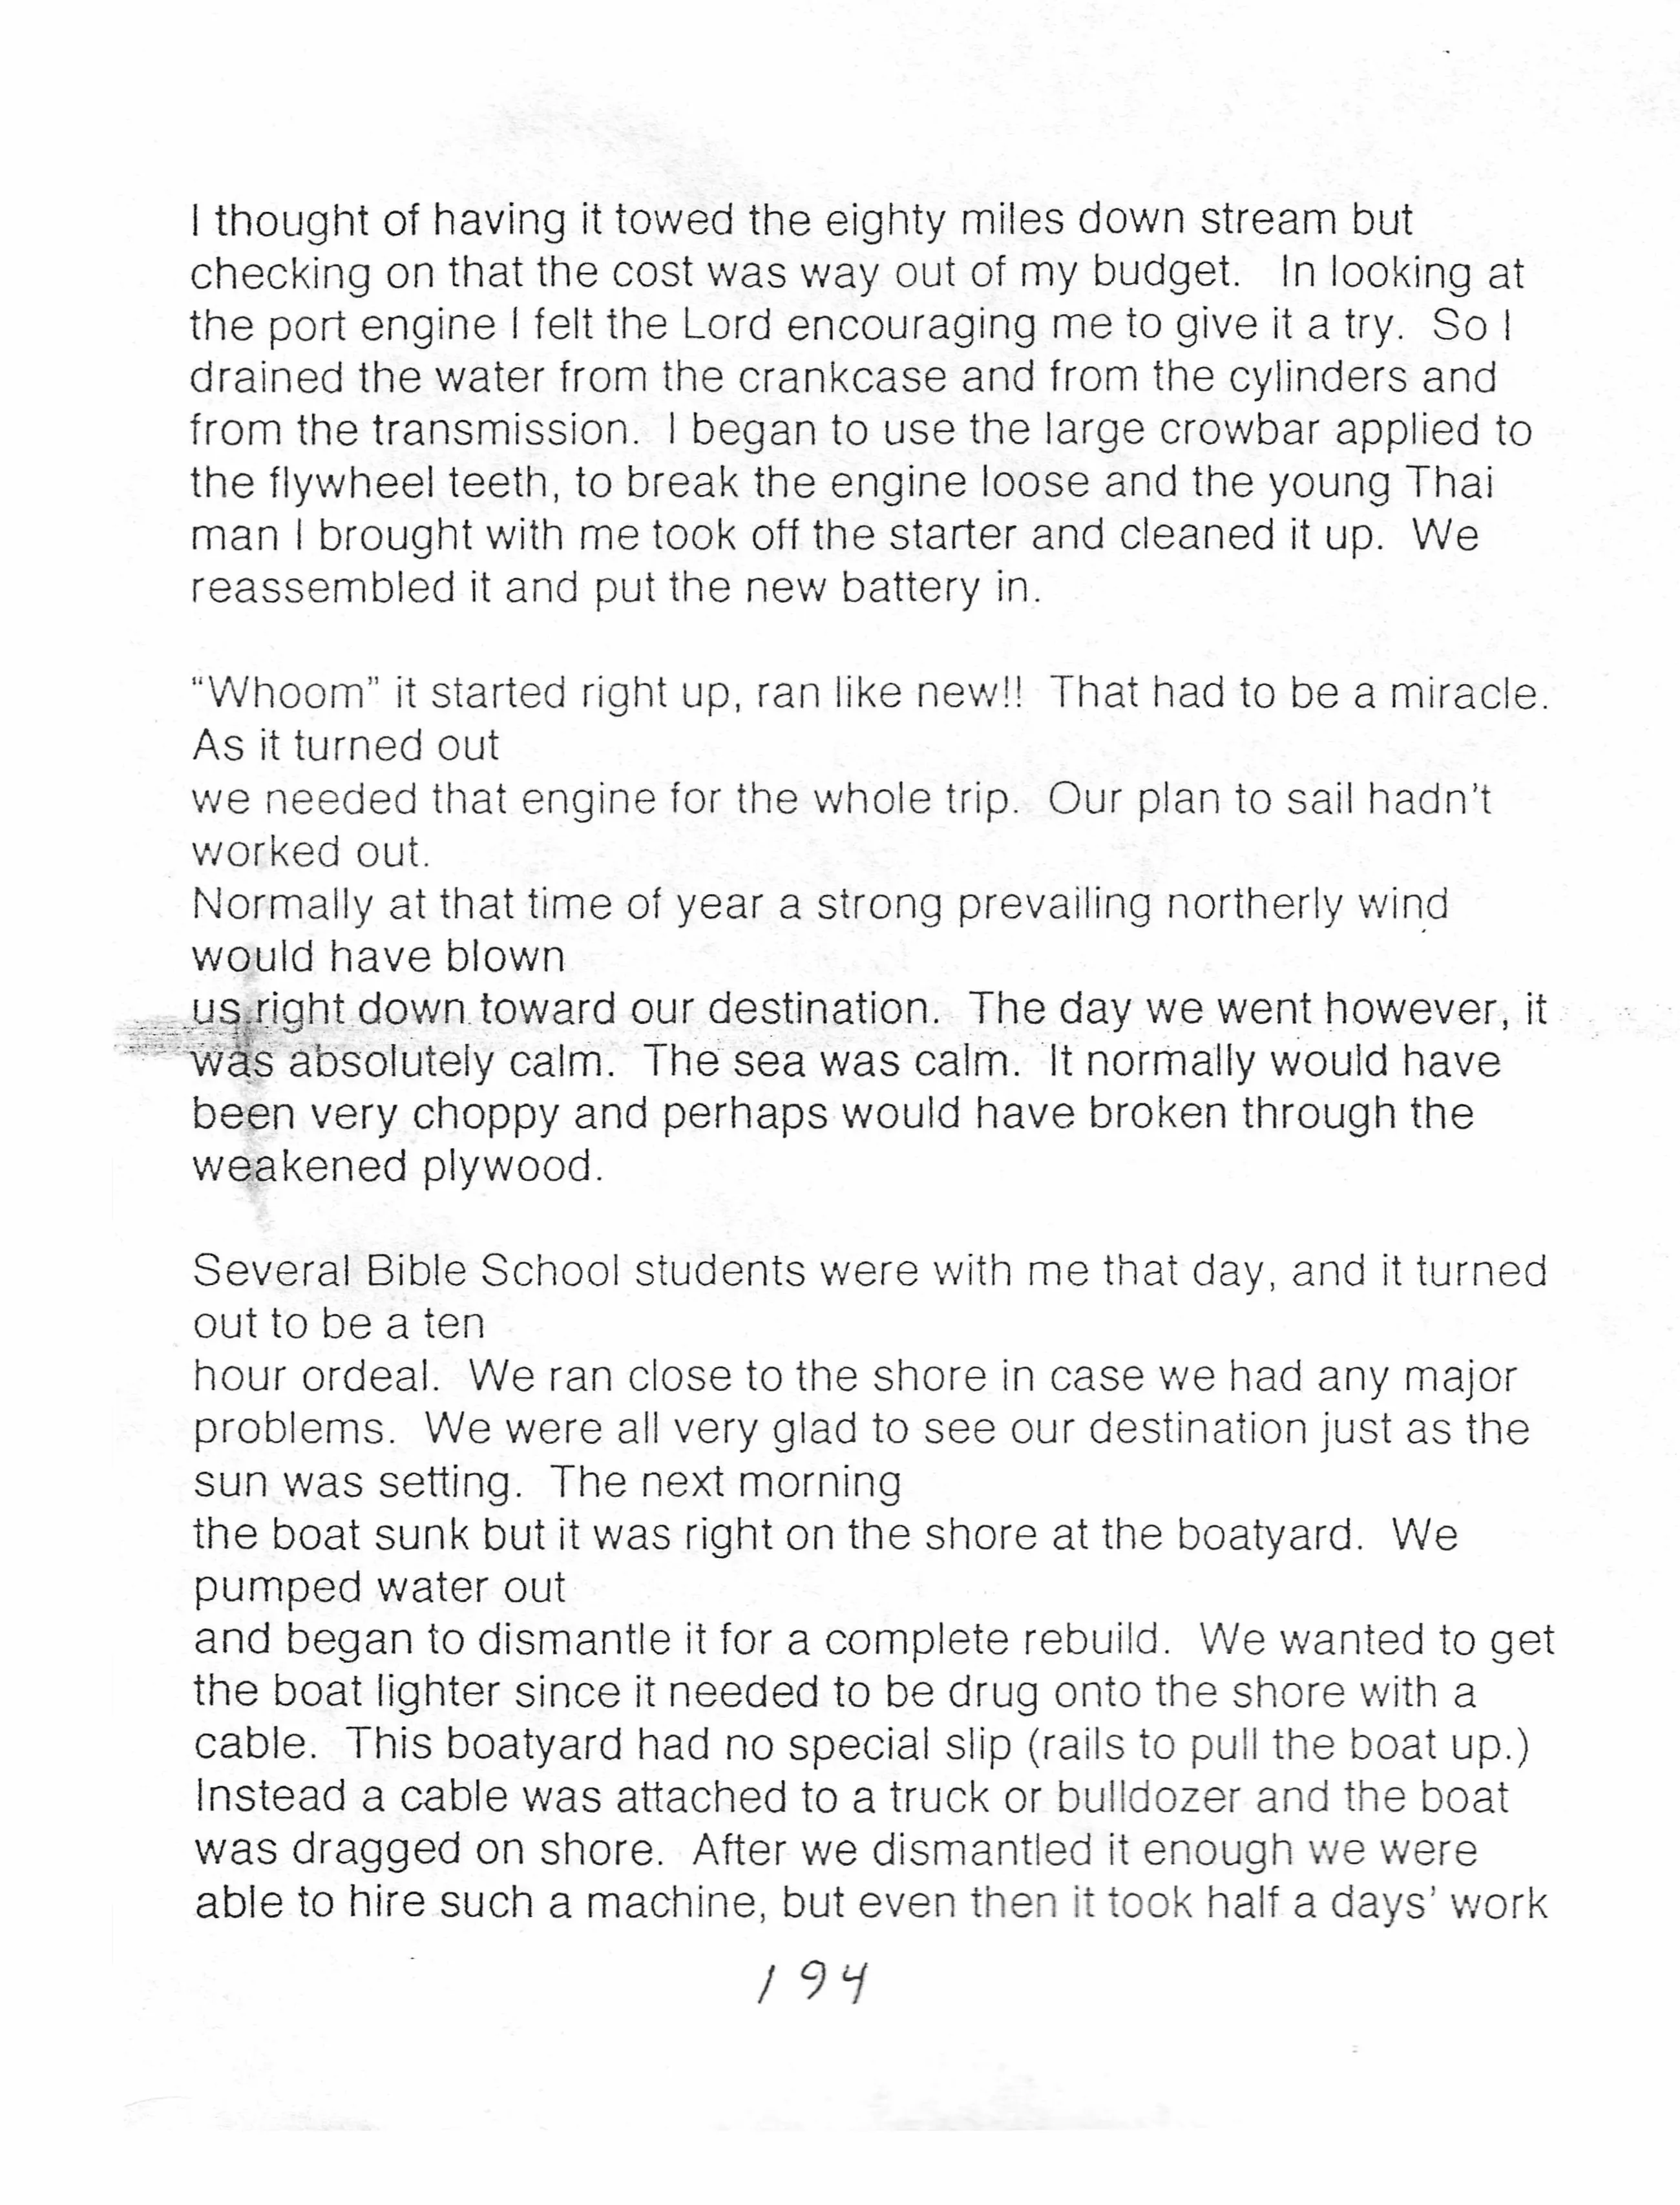 I thought of having it towed the eighty miles down stream but
checking on that the cost was way out of my budget.   In looking at
the port engine I felt the Lord encouraging me to give it a try.  So I
drained the water from the crankcase and from the cylinders and
from the transmission.  I began to use the large crowbar applied to
the flywheel teeth, to break the engine loose and the young Thai
man I brought with me took off the starter and cleaned it up.  We
reassembled it and put the new battery in.

“Whoom” it started right up, ran like new!!  That had to be a miracle.
As it turned out
we needed that engine for the whole trip.  Our plan to sail hadn't
worked out.
Normally at that time of year a strong prevailing northerly wind
would have blown
us right down toward our destination.  The day we went however, it
was absolutely calm.  The sea was calm.  It normally would have
been very choppy and perhaps would have broken through the
weakened plywood.

Several Bible School students were with me that day, and it turned
out to be a ten
hour ordeal.  We ran close to the shore in case we had any major
problems.  We were all very glad to see our destination just as the
sun was setting.  The next morning
the boat sunk but it was right on the shore at the boatyard.  We
pumped water out
and began to dismantle it for a complete rebuild.  We wanted to get
the boat lighter since it needed to be drug onto the shore with a
cable.  This boatyard had no special slip (rails to pull the boat up.)
Instead a cable was attached to a truck or bulldozer and the boat
was dragged on shore.  After we dismantled it enough we were
able to hire such a machine, but even then it took half a days' work
194